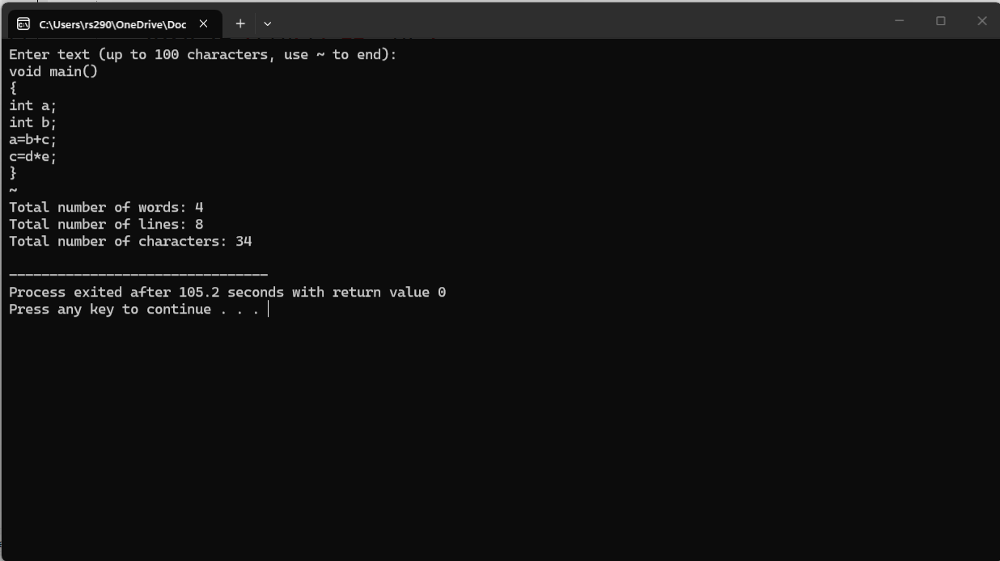 C:\Users\rs290\OneDrive\Doc
Enter text (up to 100 characters, use ~ to end):
void main()
{
int a;
int b;
a=b+c;
c=d*e;
}
~
Total number of words: 4
Total number of lines: 8
Total number of characters: 34
--------------------------------
Process exited after 105.2 seconds with return value 0
Press any key to continue . . .